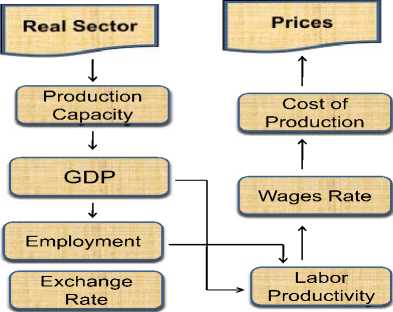 Real Sector
Production
Capacity
GDP
Employment
Exchange
Rate
Prices
Cost of
Production
Wages Rate
Labor
Productivity